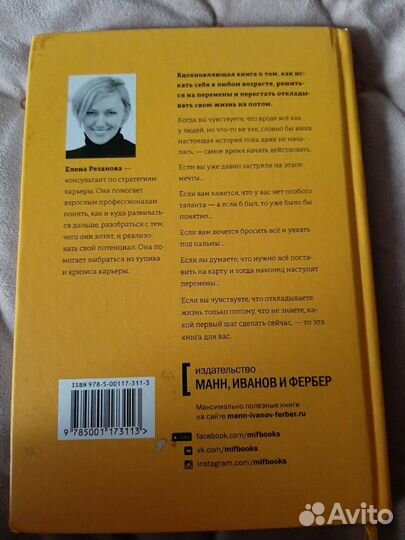 Вдохновляющая книга о том, как ис-
кать себя в любом возрасте, решить-
ся на перемены и перестать отклады-
вать свою жизнь на потом.
Когда вы чувствуете, что вроде всё как
у людей, но что-то не так, словно бы ваша
настоящая история пока даже не нача-
лась, — самое время начать действовать.
Если вы уже давно застряли на этапе
мечты...
Если вам кажется, что у вас нет особого
таланта — а если б был, то уже было бы
понятно...
Если вам хочется бросить всё и уехать
под пальмы...
Если вы думаете, что нужно всё поста-
вить на карту и тогда наконец наступят
перемены...
Если вы чувствуете, что откладываете
жизнь только потому, что не знаете, ка-
кой первый шаг сделать сейчас, — то эта
книга для вас.
Елена Резанова —
консультант по стратегиям
карьеры. Она помогает
взрослым профессионалам
понять, как и куда развивать-
ся дальше, разобраться с тем,
чего они хотят, и реализо-
вать свой потенциал. Она по-
могает выбраться из тупика
и кризиса карьеры.
ISBN 978-5-00117-311-3
9 785001 173113 >
издательство
МАНН, ИВАНОВ И ФЕРБЕР
Максимально полезные книги
на сайте mann-ivanov-ferber.ru
facebook.com/mifbooks
vk.com/mifbooks
instagram.com/mifbooks
Avito